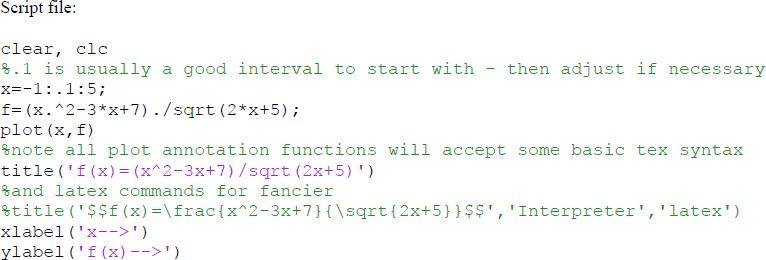 Script file:
clear, clc
%.1 is usually a good interval to start with - then adjust if necessary
x=-1:.1:5;
f=(x.^2-3*x+7)./sqrt(2*x+5);
plot(x,f)
%note all plot annotation functions will accept some basic tex syntax
title('f(x)=(x^2-3x+7)/sqrt(2x+5)')
%and latex commands for fancier
%title('$$f(x)=\frac{x^2-3x+7}{\sqrt{2x+5}}$$','Interpreter','latex')
xlabel('x-->')
ylabel('f(x)-->')